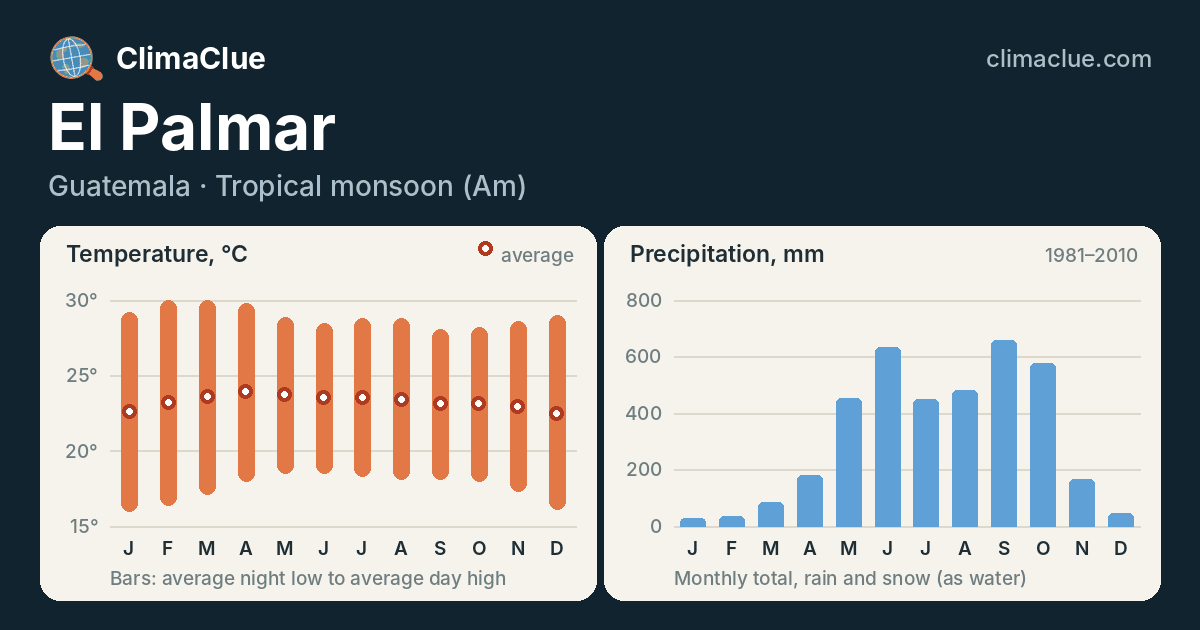 ClimaClue
climaclue.com
El Palmar
Guatemala · Tropical monsoon (Am)
Temperature, °C
average
30°
25°
20°
15°
J F M A M J J A S O N D
Bars: average night low to average day high
Precipitation, mm
1981–2010
800
600
400
200
0
J F M A M J J A S O N D
Monthly total, rain and snow (as water)